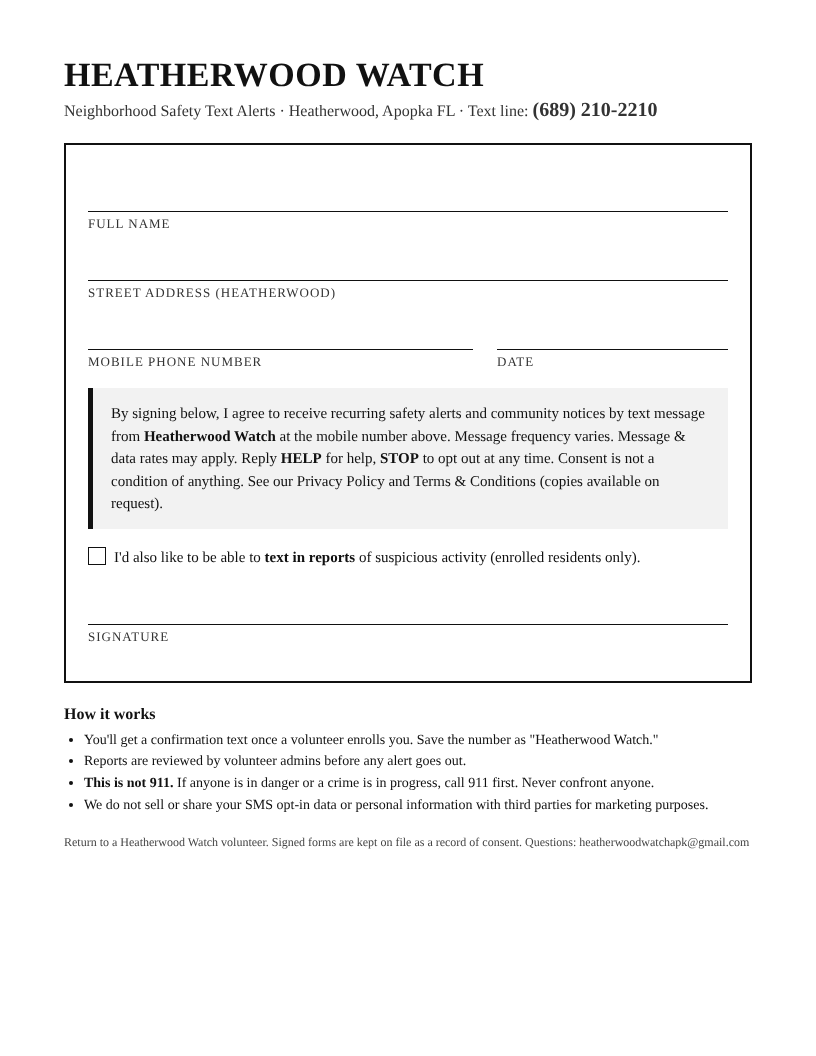 HEATHERWOOD WATCH
Neighborhood Safety Text Alerts · Heatherwood, Apopka FL · Text line: (689) 210-2210
FULL NAME
STREET ADDRESS (HEATHERWOOD)
MOBILE PHONE NUMBER DATE
By signing below, I agree to receive recurring safety alerts and community notices by text message
from Heatherwood Watch at the mobile number above. Message frequency varies. Message &
data rates may apply. Reply HELP for help, STOP to opt out at any time. Consent is not a
condition of anything. See our Privacy Policy and Terms & Conditions (copies available on
request).
I'd also like to be able to text in reports of suspicious activity (enrolled residents only).
SIGNATURE
How it works
• You'll get a confirmation text once a volunteer enrolls you. Save the number as "Heatherwood Watch."
• Reports are reviewed by volunteer admins before any alert goes out.
• This is not 911. If anyone is in danger or a crime is in progress, call 911 first. Never confront anyone.
• We do not sell or share your SMS opt-in data or personal information with third parties for marketing purposes.
Return to a Heatherwood Watch volunteer. Signed forms are kept on file as a record of consent. Questions: heatherwoodwatchapk@gmail.com